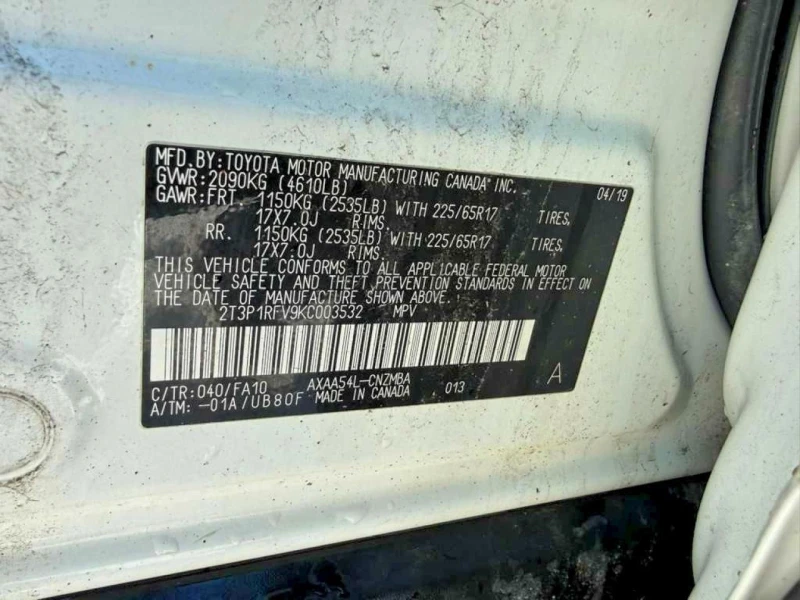 MFD. BY: TOYOTA MOTOR MANUFACTURING CANADA INC. 04/19
GVWR: 2090KG (4610LB)
GAWR: FRT. 1150KG (2535LB) WITH 225/65R17 TIRES,
17X7.0J RIMS.
RR. 1150KG (2535LB) WITH 225/65R17 TIRES,
17X7.0J RIMS.
THIS VEHICLE CONFORMS TO ALL APPLICABLE FEDERAL MOTOR
VEHICLE SAFETY AND THEFT PREVENTION STANDARDS IN EFFECT ON
THE DATE OF MANUFACTURE SHOWN ABOVE.
2T3P1RFV9KC003532 MPV
C/TR: 040/FA10 AXAA54L-CNZMBA 013 A
A/TM: -01A/UB80F MADE IN CANADA